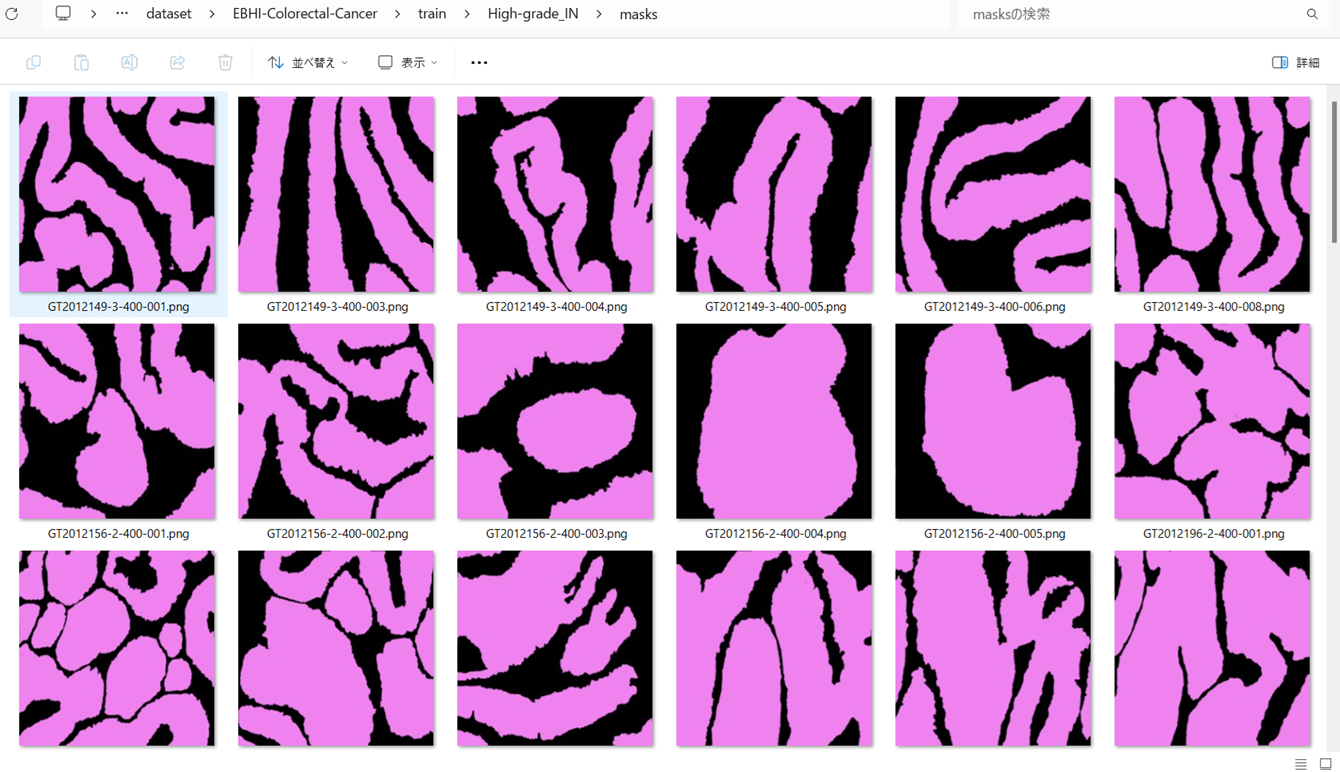 … dataset > EBHI-Colorectal-Cancer > train > High-grade_IN > masks
masksの検索
並べ替え
表示
詳細
GT2012149-3-400-001.png
GT2012149-3-400-003.png
GT2012149-3-400-004.png
GT2012149-3-400-005.png
GT2012149-3-400-006.png
GT2012149-3-400-008.png
GT2012156-2-400-001.png
GT2012156-2-400-002.png
GT2012156-2-400-003.png
GT2012156-2-400-004.png
GT2012156-2-400-005.png
GT2012196-2-400-001.png